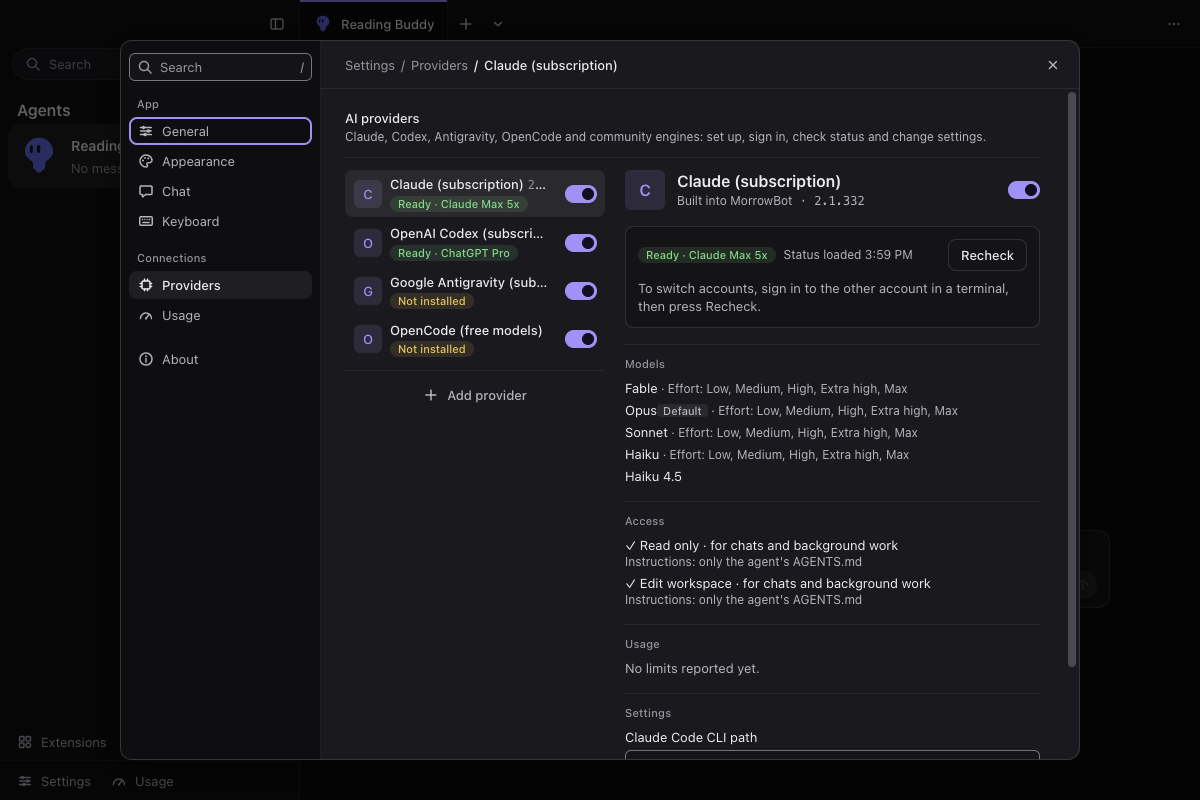 Reading Buddy
Search
Agents
Reading
No mess
Extensions
Settings
Usage
Search /
App
General
Appearance
Chat
Keyboard
Connections
Providers
Usage
About
Settings / Providers / Claude (subscription)
AI providers
Claude, Codex, Antigravity, OpenCode and community engines: set up, sign in, check status and change settings.
C
Claude (subscription) 2...
Ready · Claude Max 5x
O
OpenAI Codex (subscri...
Ready · ChatGPT Pro
G
Google Antigravity (sub...
Not installed
O
OpenCode (free models)
Not installed
Add provider
C
Claude (subscription)
Built into MorrowBot · 2.1.332
Ready · Claude Max 5x Status loaded 3:59 PM
Recheck
To switch accounts, sign in to the other account in a terminal,
then press Recheck.
Models
Fable · Effort: Low, Medium, High, Extra high, Max
Opus Default · Effort: Low, Medium, High, Extra high, Max
Sonnet · Effort: Low, Medium, High, Extra high, Max
Haiku · Effort: Low, Medium, High, Extra high, Max
Haiku 4.5
Access
✓ Read only · for chats and background work
Instructions: only the agent's AGENTS.md
✓ Edit workspace · for chats and background work
Instructions: only the agent's AGENTS.md
Usage
No limits reported yet.
Settings
Claude Code CLI path